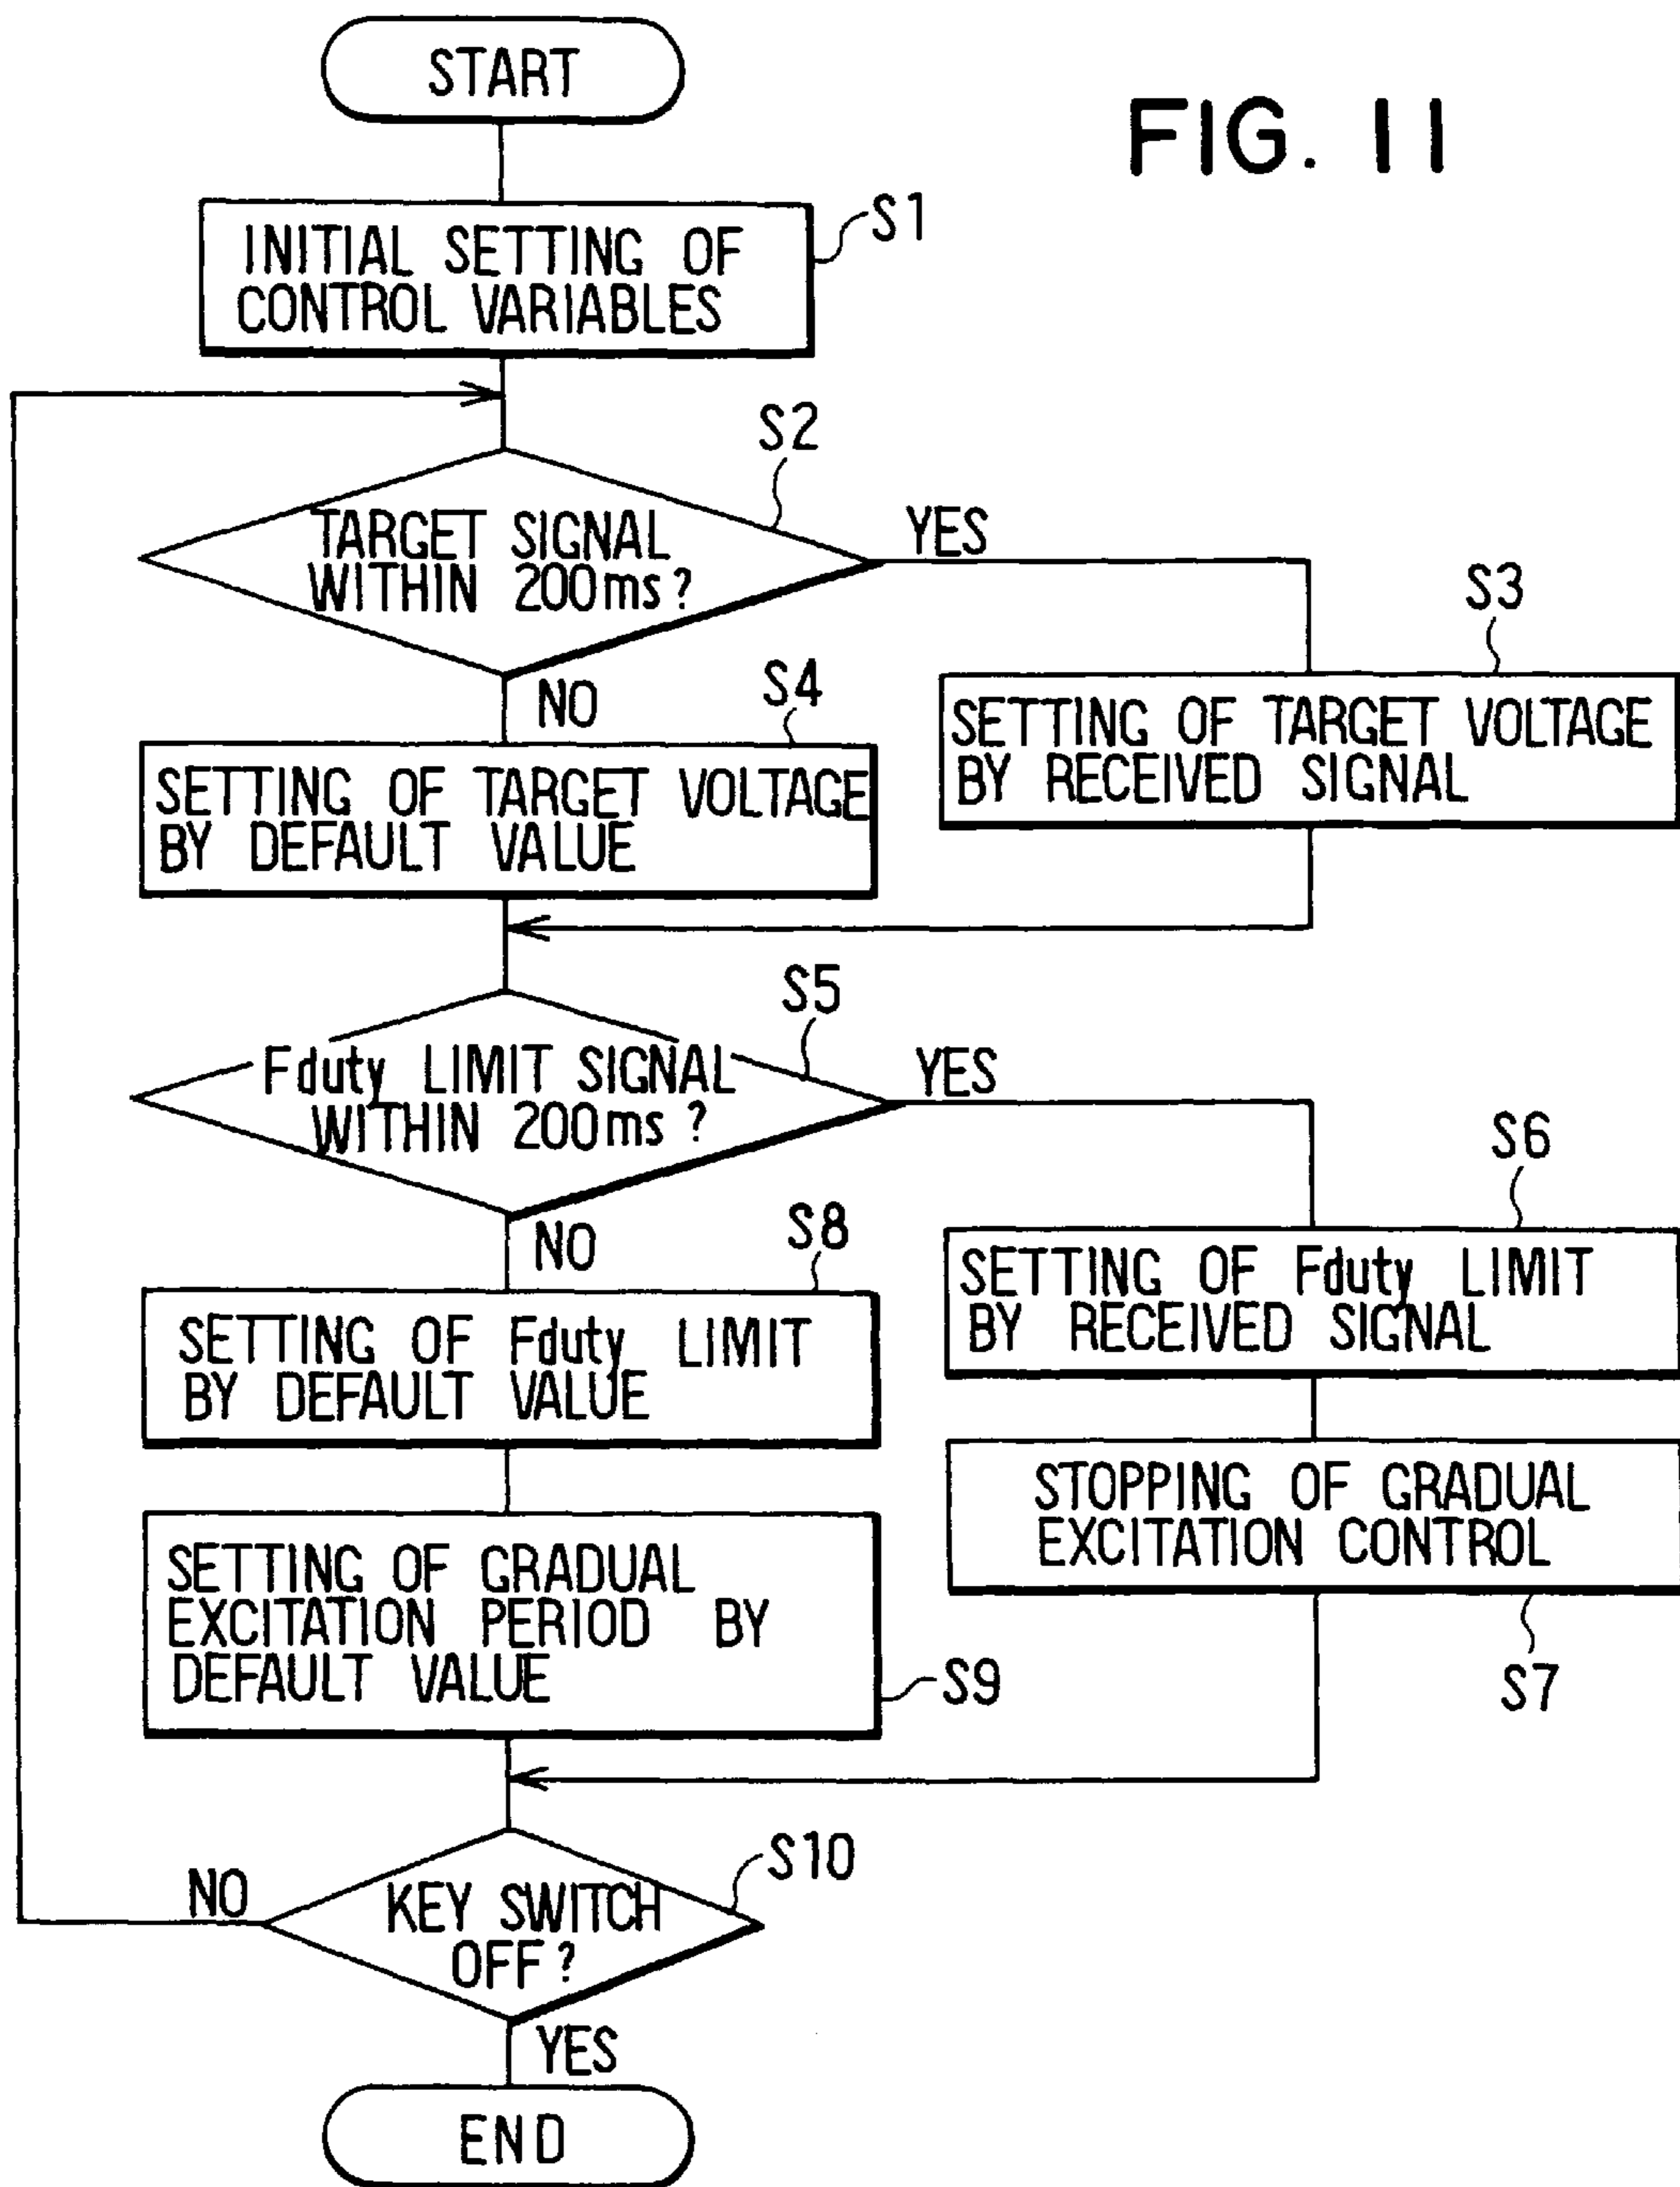 START
FIG. 11
S1
INITIAL SETTING OF
CONTROL VARIABLES
S2
TARGET SIGNAL
WITHIN 200ms?
YES
S3
NO
S4
SETTING OF TARGET VOLTAGE
BY RECEIVED SIGNAL
SETTING OF TARGET VOLTAGE
BY DEFAULT VALUE
S5
Fduty LIMIT SIGNAL
WITHIN 200ms?
YES
S6
NO
S8
SETTING OF Fduty LIMIT
BY RECEIVED SIGNAL
SETTING OF Fduty LIMIT
BY DEFAULT VALUE
STOPPING OF GRADUAL
EXCITATION CONTROL
S7
SETTING OF GRADUAL
EXCITATION PERIOD BY
DEFAULT VALUE
S9
S10
NO
KEY SWITCH
OFF?
YES
END